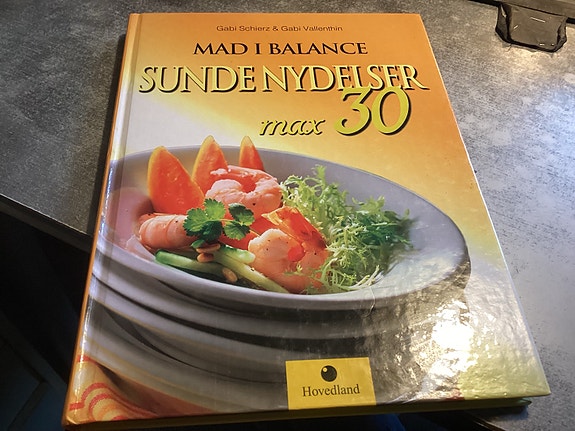 Gabi Schierz & Gabi Vallenthin
MAD I BALANCE
SUNDE NYDELSER
max 30
Hovedland